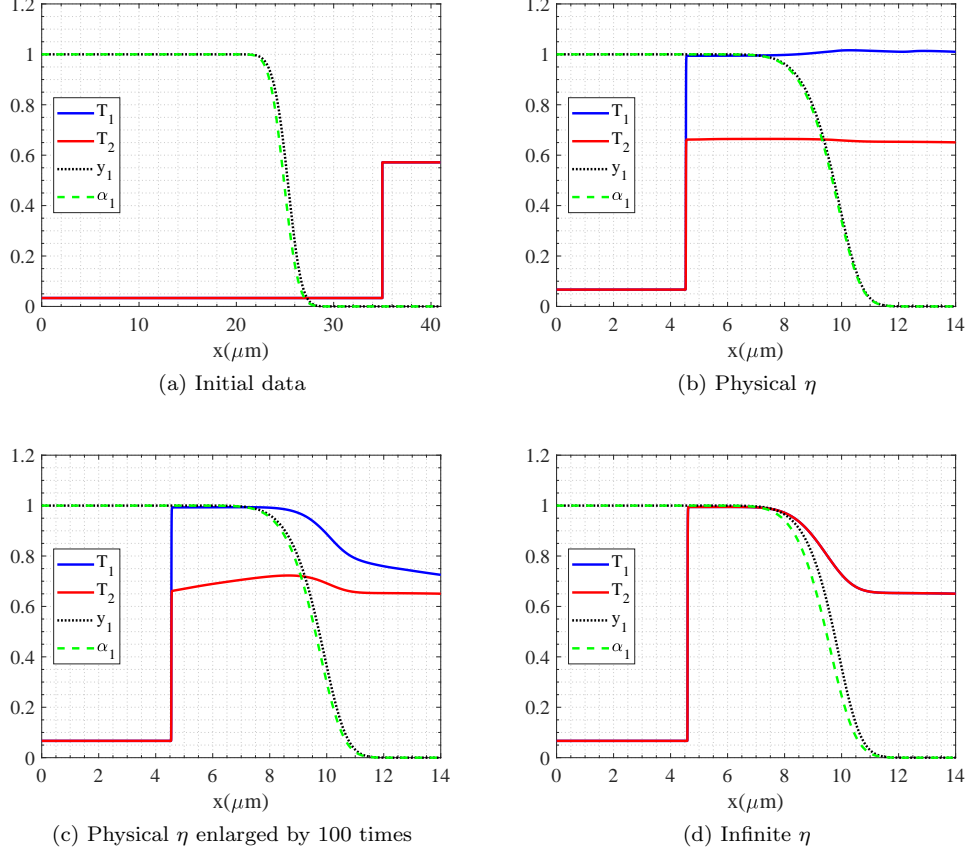 1.2
1
0.8
0.6
0.4
0.2
0
T1
T2
y1
α1
0 10 20 30 40
x(μm)
(a) Initial data
1.2
1
0.8
0.6
0.4
0.2
0
T1
T2
y1
α1
0 2 4 6 8 10 12 14
x(μm)
(b) Physical η
1.2
1
0.8
0.6
0.4
0.2
0
T1
T2
y1
α1
0 2 4 6 8 10 12 14
x(μm)
(c) Physical η enlarged by 100 times
1.2
1
0.8
0.6
0.4
0.2
0
T1
T2
y1
α1
0 2 4 6 8 10 12 14
x(μm)
(d) Infinite η